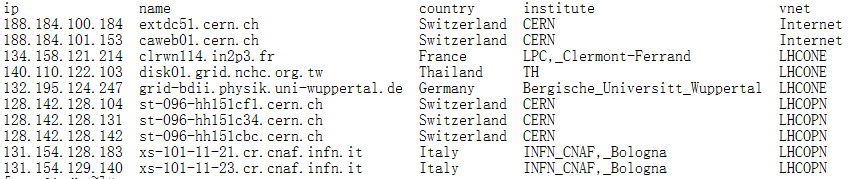 ip name country institute vnet
188.184.100.184 extdc51.cern.ch Switzerland CERN Internet
188.184.101.153 caweb01.cern.ch Switzerland CERN Internet
134.158.121.214 clrwn114.in2p3.fr France LPC,_Clermont-Ferrand LHCONE
140.110.122.103 disk01.grid.nchc.org.tw Thailand TH LHCONE
132.195.124.247 grid-bdii.physik.uni-wuppertal.de Germany Bergische_Universitt_Wuppertal LHCONE
128.142.128.104 st-096-hh151cf1.cern.ch Switzerland CERN LHCOPN
128.142.128.131 st-096-hh151c34.cern.ch Switzerland CERN LHCOPN
128.142.128.142 st-096-hh151cbc.cern.ch Switzerland CERN LHCOPN
131.154.128.183 xs-101-11-21.cr.cnaf.infn.it Italy INFN_CNAF,_Bologna LHCOPN
131.154.129.140 xs-101-11-23.cr.cnaf.infn.it Italy INFN_CNAF,_Bologna LHCOPN